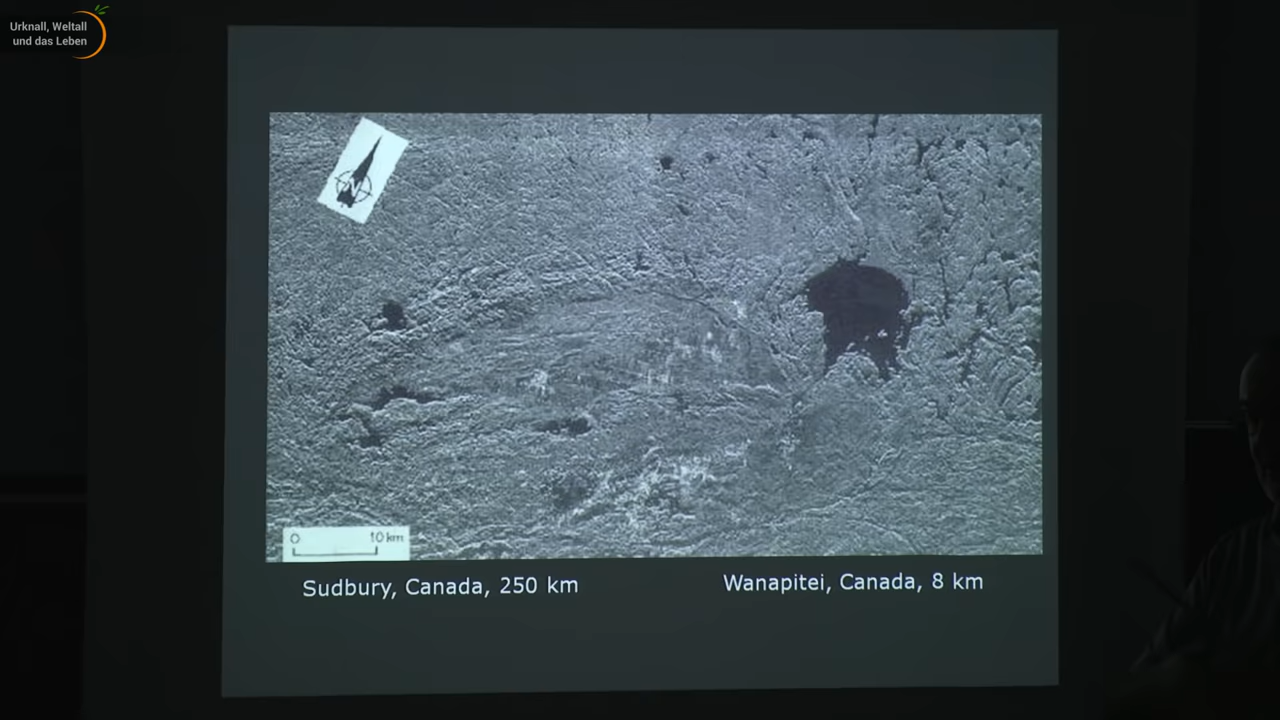 Urknall, Weltall
und das Leben
N
0 10 km
Sudbury, Canada, 250 km
Wanapitei, Canada, 8 km